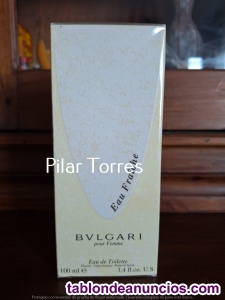 Eau Fraîche
Pilar Torres
BVLGARI
pour Femme
Eau de Toilette
100 ml e
3.4 fl.oz. U.S.
tablondeanuncios.com